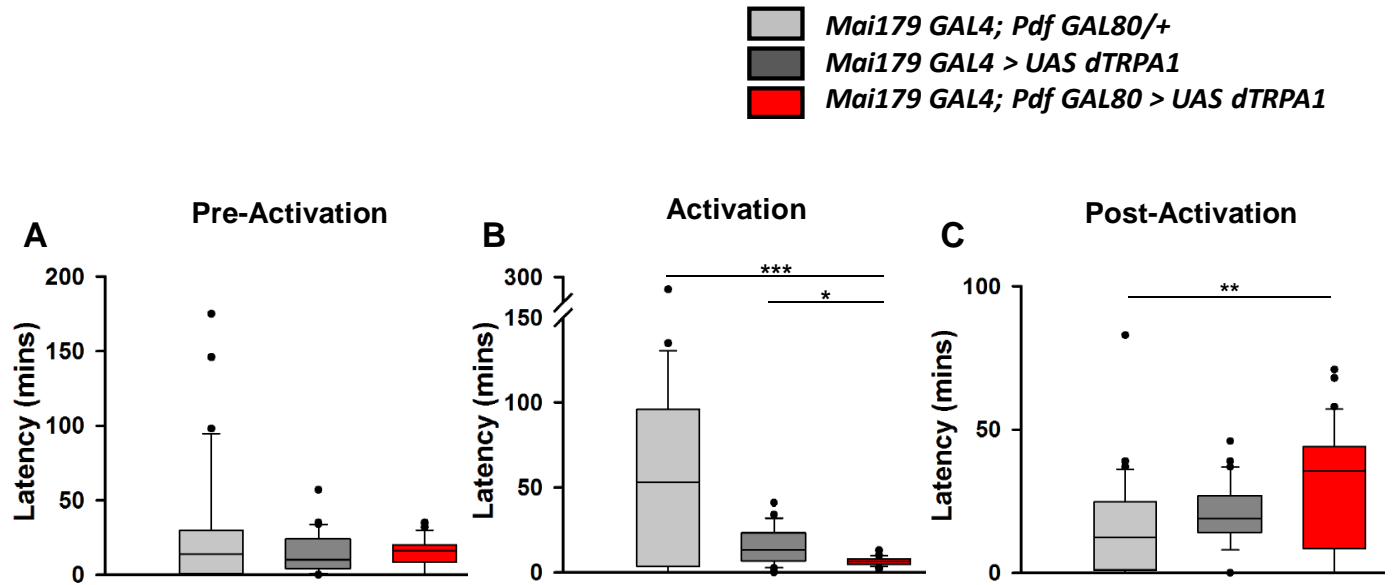 Mai179 GAL4; Pdf GAL80/+
Mai179 GAL4 > UAS dTRPA1
Mai179 GAL4; Pdf GAL80 > UAS dTRPA1
Pre-Activation
Activation
Post-Activation
A
B
C
Latency (mins)
200
150
100
50
0
Latency (mins)
300
150
100
50
0
***
*
Latency (mins)
100
50
0
**